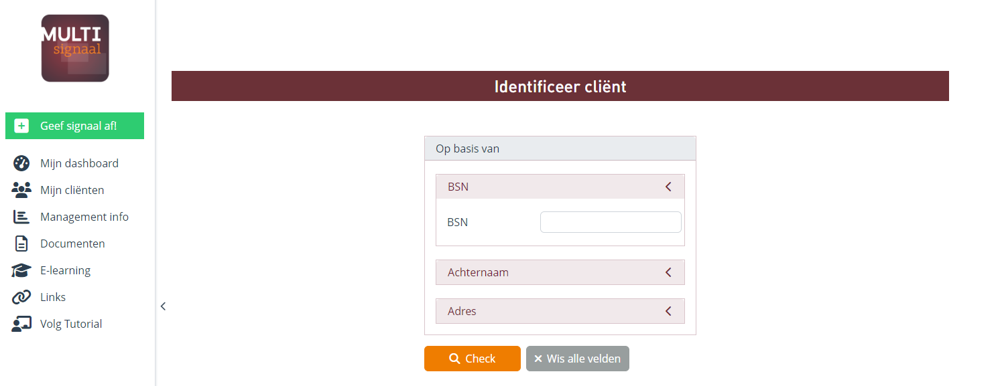 MULTI
signaal
Geef signaal af!
Mijn dashboard
Mijn cliënten
Management info
Documenten
E-learning
Links
Volg Tutorial
Identificeer cliënt
Op basis van
BSN
BSN
Achternaam
Adres
Check
Wis alle velden